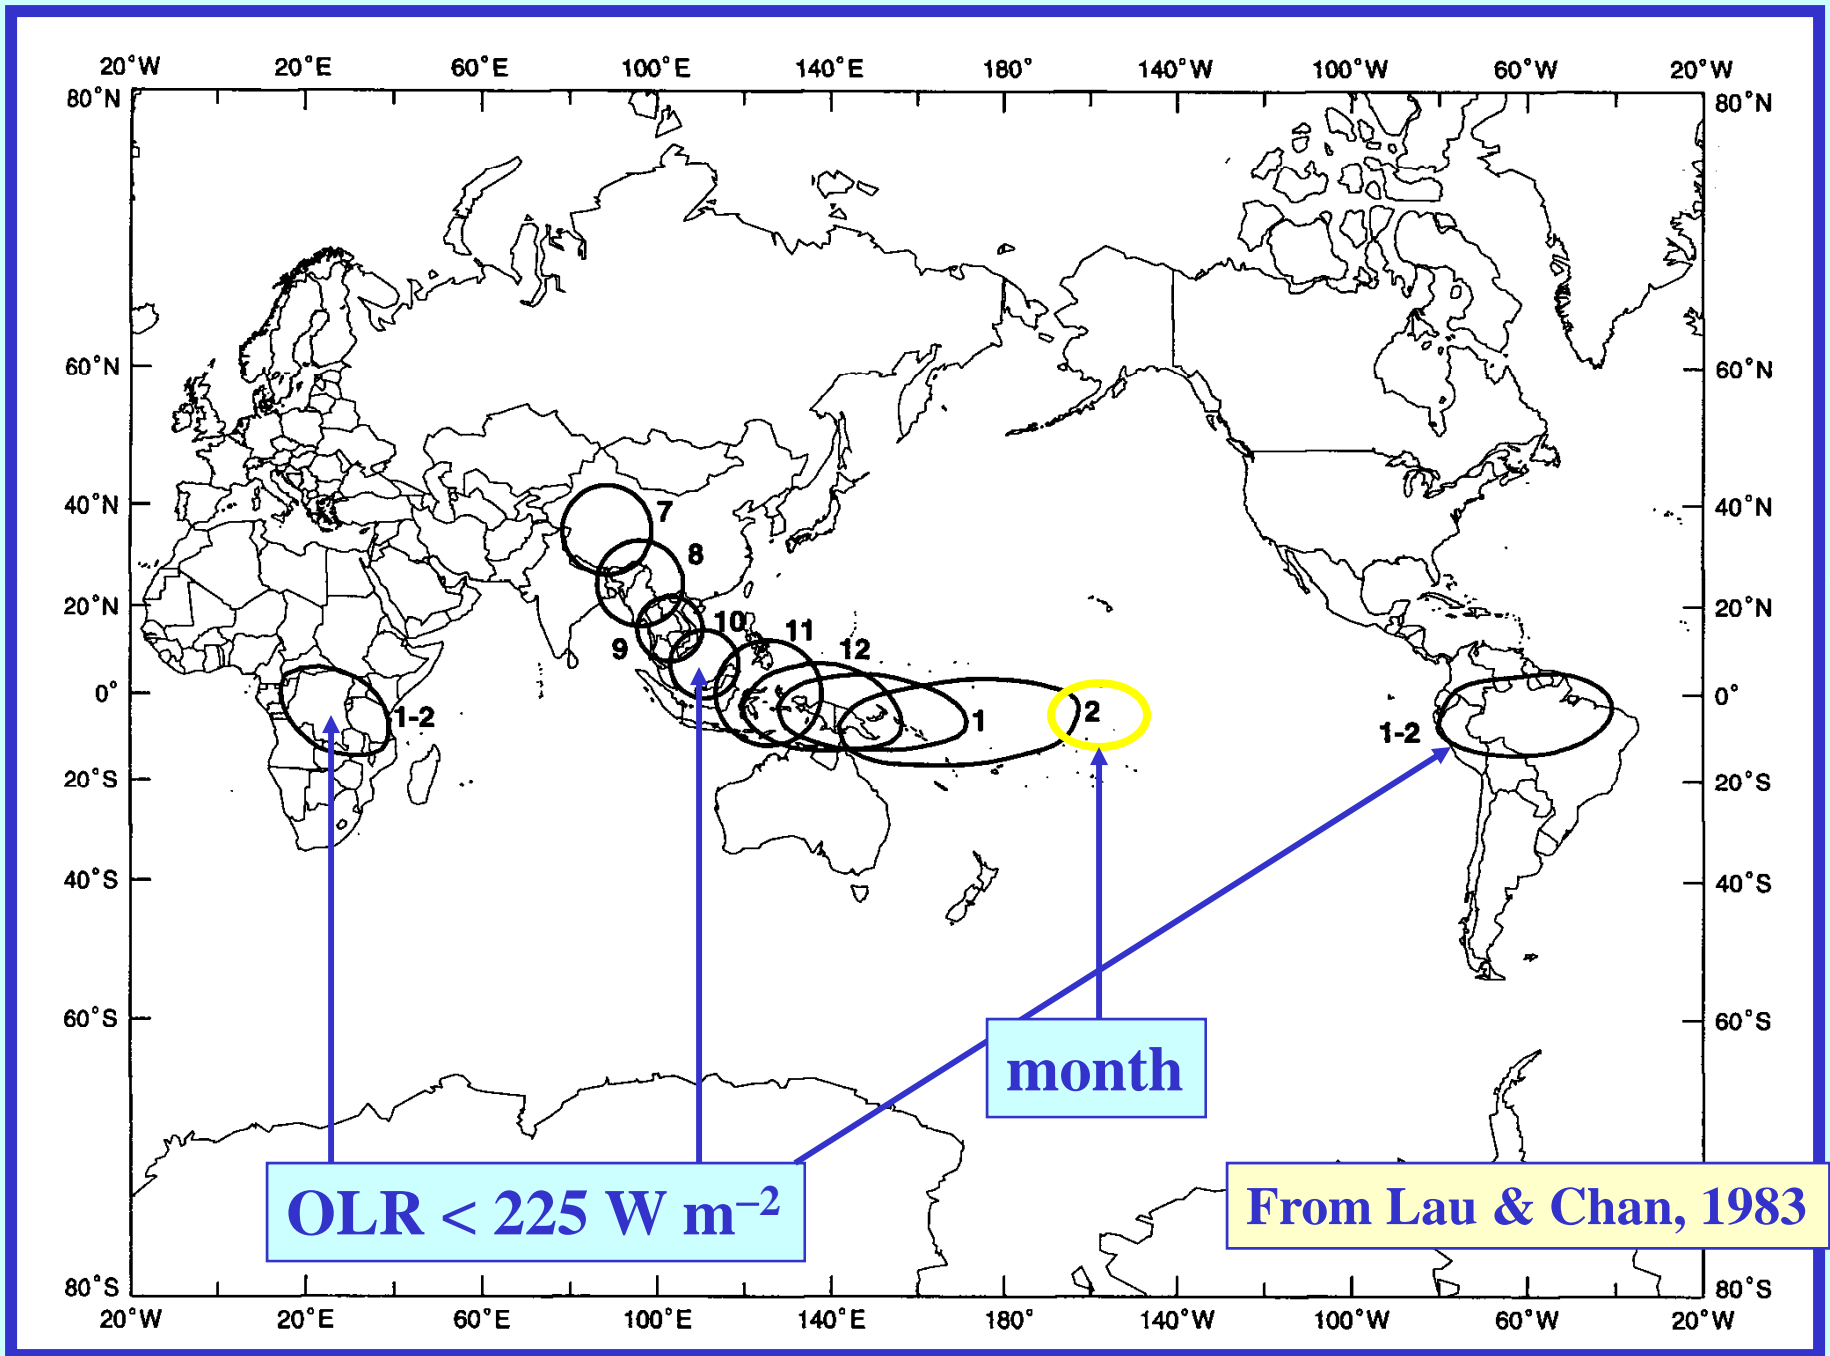 20°W 20°E 60°E 100°E 140°E 180° 140°W 100°W 60°W 20°W
80°N 80°N
60°N 60°N
40°N 7 40°N
8
20°N 10 11 20°N
9 12
0° 1-2 1 2 0°
1-2
20°S 20°S
40°S 40°S
60°S 60°S
month
OLR < 225 W m–2
From Lau & Chan, 1983
80°S 80°S
20°W 20°E 60°E 100°E 140°E 180° 140°W 100°W 60°W 20°W